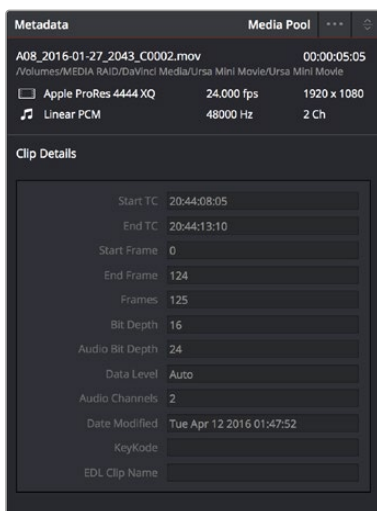 Metadata Media Pool ···
A08_2016-01-27_2043_C0002.mov 00:00:05:05
/Volumes/MEDIA RAID/DaVinci Media/Ursa Mini Movie/Ursa Mini Movie
Apple ProRes 4444 XQ 24.000 fps 1920 x 1080
Linear PCM 48000 Hz 2 Ch
Clip Details
Start TC 20:44:08:05
End TC 20:44:13:10
Start Frame 0
End Frame 124
Frames 125
Bit Depth 16
Audio Bit Depth 24
Data Level Auto
Audio Channels 2
Date Modified Tue Apr 12 2016 01:47:52
KeyKode
EDL Clip Name